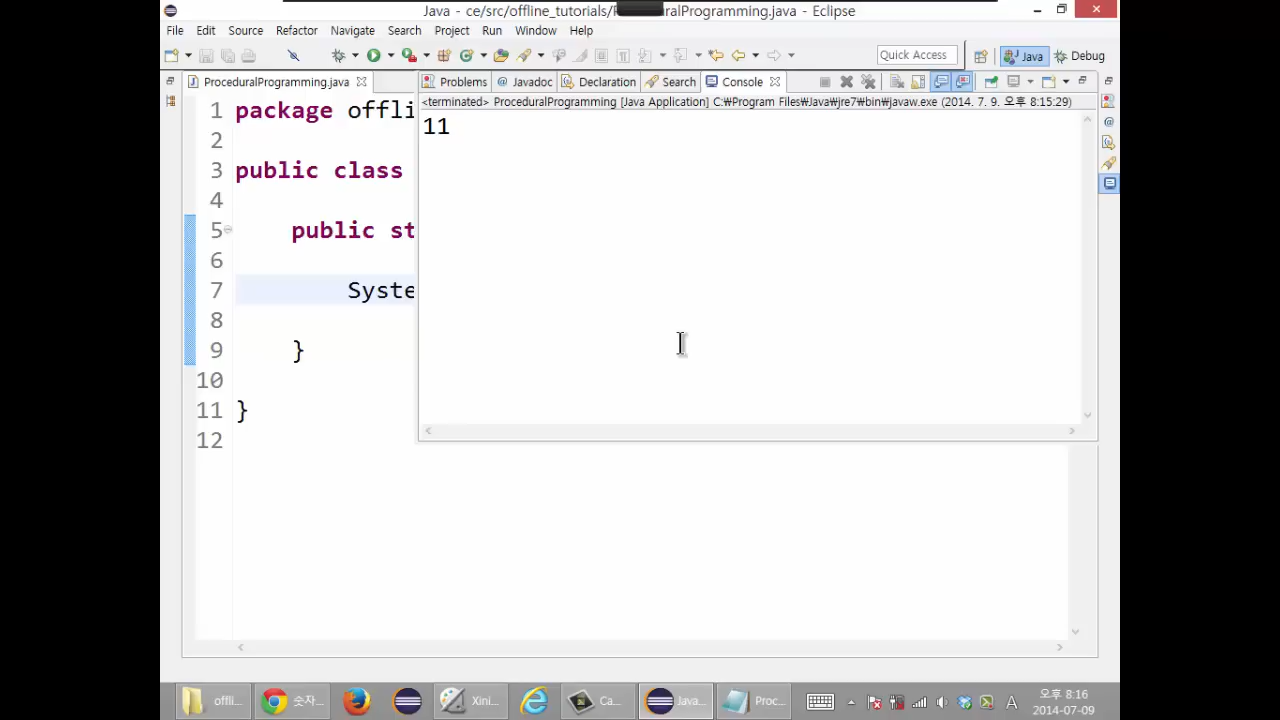 Java - ce/src/offline_tutorials/ ralProgramming.java - Eclipse
File Edit Source Refactor Navigate Search Project Run Window Help
Quick Access Java Debug
ProceduralProgramming.java Problems @ Javadoc Declaration Search Console
<terminated> ProceduralProgramming [Java Application] C:₩Program Files₩Java₩jre7₩bin₩javaw.exe (2014. 7. 9. 오후 8:15:29)
11
1 package offli
2
3 public class
4
5 public st
6
7 Syste
8
9 }
10
11 }
12
offli... 숫자... Xini... Ca... Java... Proc... A 오후 8:16
2014-07-09